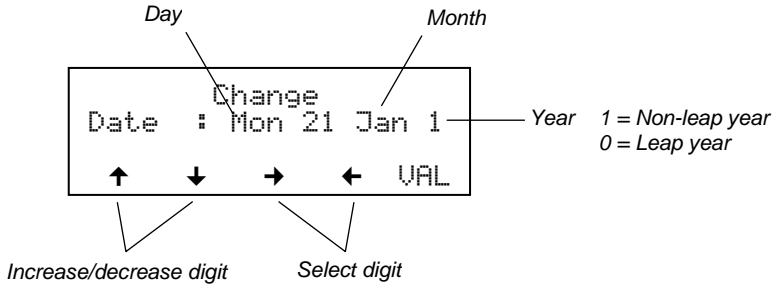 Day
Month
Change
Date : Mon 21 Jan 1
Year 1 = Non-leap year
0 = Leap year
↑ ↓ → ← VAL
Increase/decrease digit Select digit